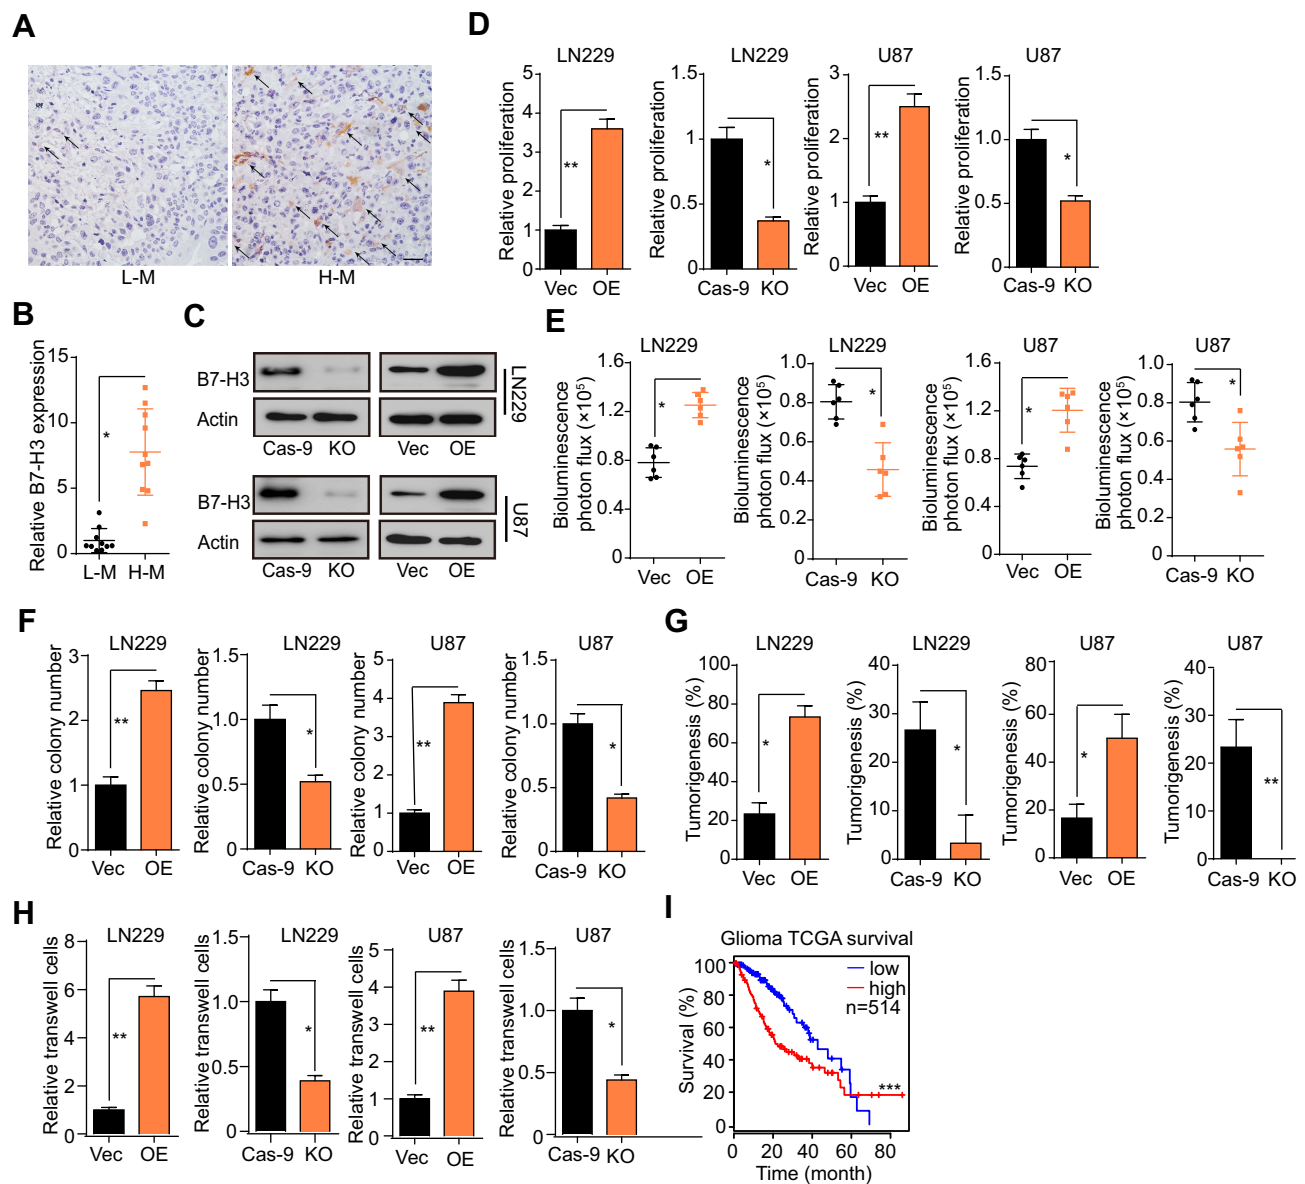 A
L-M
H-M
B
Relative B7-H3 expression
15
10
5
0
*
L-M
H-M
C
B7-H3
Actin
Cas-9
KO
Vec
OE
LN229
B7-H3
Actin
Cas-9
KO
Vec
OE
U87
D
LN229
Relative proliferation
5
4
3
2
1
0
**
Vec
OE
LN229
Relative proliferation
1.5
1
0.5
0
*
Cas-9
KO
U87
Relative proliferation
3
2
1
0
**
Vec
OE
U87
Relative proliferation
1.5
1.0
0.5
0
*
Cas-9
KO
E
LN229
Bioluminescence
photon flux (×10⁵)
1.6
1.2
0.8
0.4
0
*
Vec
OE
LN229
Bioluminescence
photon flux (×10⁵)
1.0
0.8
0.6
0.4
0.2
0
*
Cas-9
KO
U87
Bioluminescence
photon flux (×10⁵)
1.6
1.2
0.8
0.4
0
*
Vec
OE
U87
Bioluminescence
photon flux (×10⁵)
1.0
0.8
0.6
0.4
0.2
0
*
Cas-9
KO
F
LN229
Relative colony number
3
2
1
0
**
Vec
OE
LN229
Relative colony number
1.5
1.0
0.5
0
*
Cas-9
KO
U87
Relative colony number
5
4
3
2
1
0
**
Vec
OE
U87
Relative colony number
1.5
1.0
0.5
0
*
Cas-9
KO
G
LN229
Tumorigenesis (%)
100
80
60
40
20
0
*
Vec
OE
LN229
Tumorigenesis (%)
40
30
20
10
0
*
Cas-9
KO
U87
Tumorigenesis (%)
80
60
40
20
0
*
Vec
OE
U87
Tumorigenesis (%)
40
30
20
10
0
**
Cas-9
KO
H
LN229
Relative transwell cells
8
6
4
2
0
**
Vec
OE
LN229
Relative transwell cells
1.5
1.0
0.5
0
*
Cas-9
KO
U87
Relative transwell cells
5
4
3
2
1
0
**
Vec
OE
U87
Relative transwell cells
1.5
1.0
0.5
0
*
Cas-9
KO
I
Glioma TCGA survival
Survival (%)
100
80
60
40
20
0
low
high
n=514
***
0
20
40
60
80
Time (month)